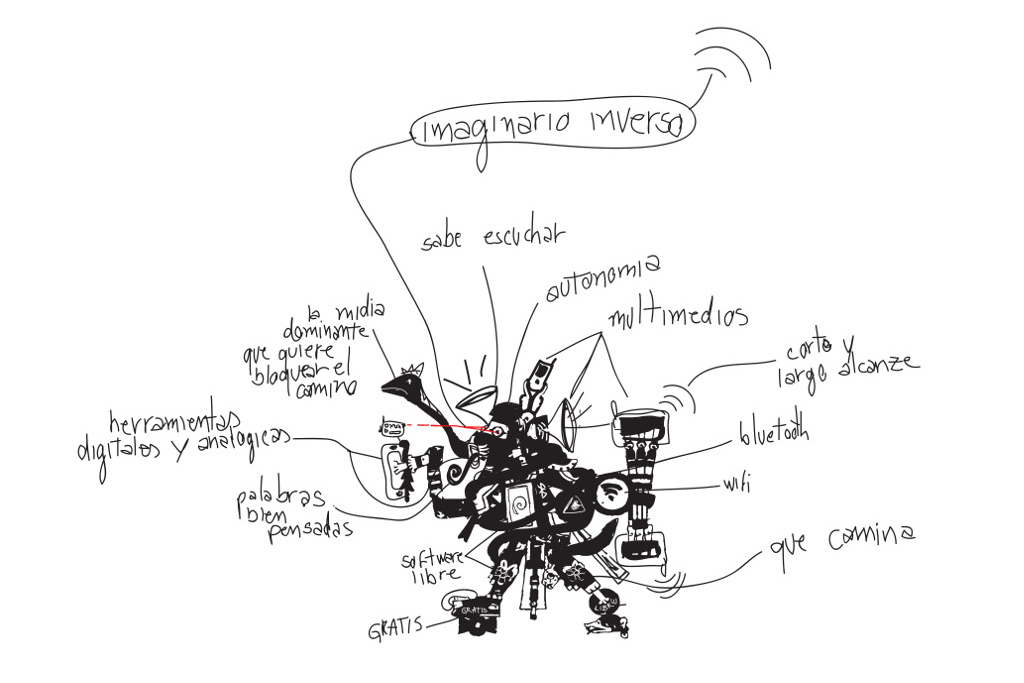 imaginario inverso
sabe escuchar
autonomia
multimedios
la midia
dominante
que quiere
bloquear el
camino
corto y
largo alcanze
herramientas
digitales y analogicas
bluetooth
wifi
palabras
bien
pensadas
software
libre
que camina
GRATIS
GRATIS
LIBRE